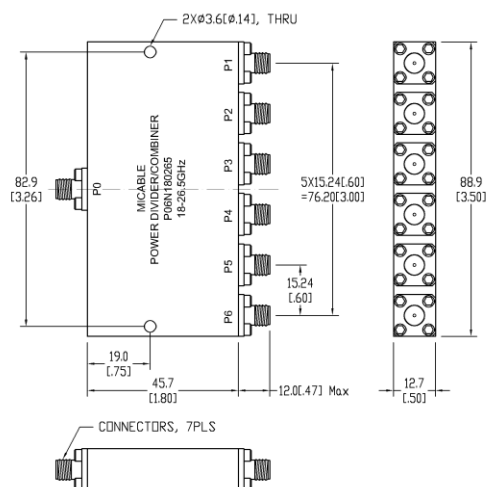 2XØ3.6[Ø.14], THRU
P1
P2
P3
P4
P5
P6
P0
MICABLE
POWER DIVIDER/COMBINER
P06N180265
18-26.5GHz
82.9
[3.26]
5X15.24[.60]
=76.20[3.00]
15.24
[.60]
88.9
[3.50]
19.0
[.75]
45.7
[1.80]
12.0[.47] Max
12.7
[.50]
CONNECTORS, 7PLS